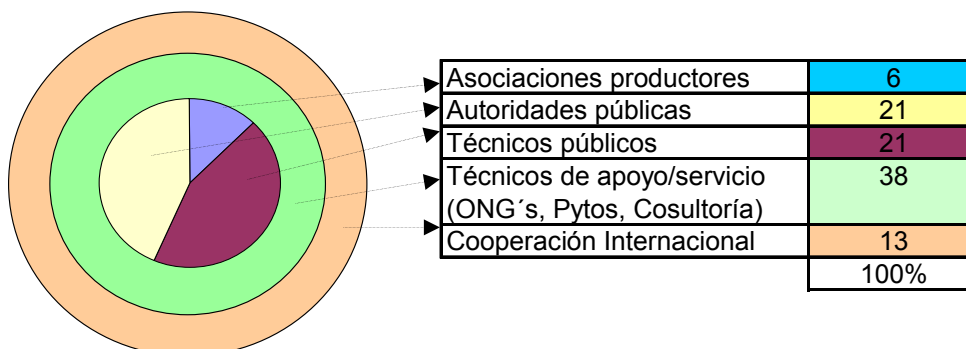 Asociaciones productores 6
Autoridades públicas 21
Técnicos públicos 21
Técnicos de apoyo/servicio 38
(ONG´s, Pytos, Cosultoría)
Cooperación Internacional 13
100%